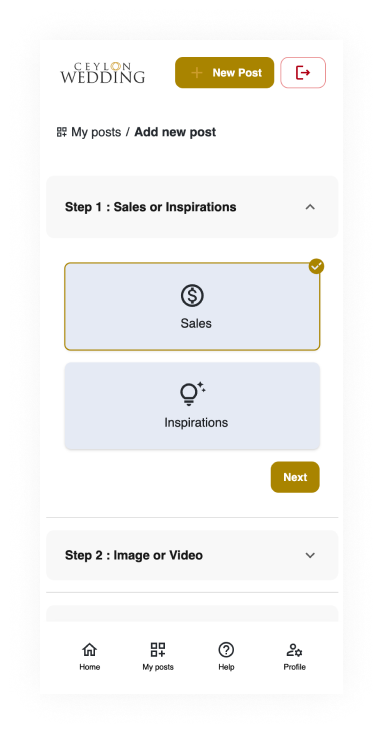 CEYLON
WEDDING
+ New Post
My posts / Add new post
Step 1 : Sales or Inspirations
Sales
Inspirations
Next
Step 2 : Image or Video
Home
My posts
Help
Profile